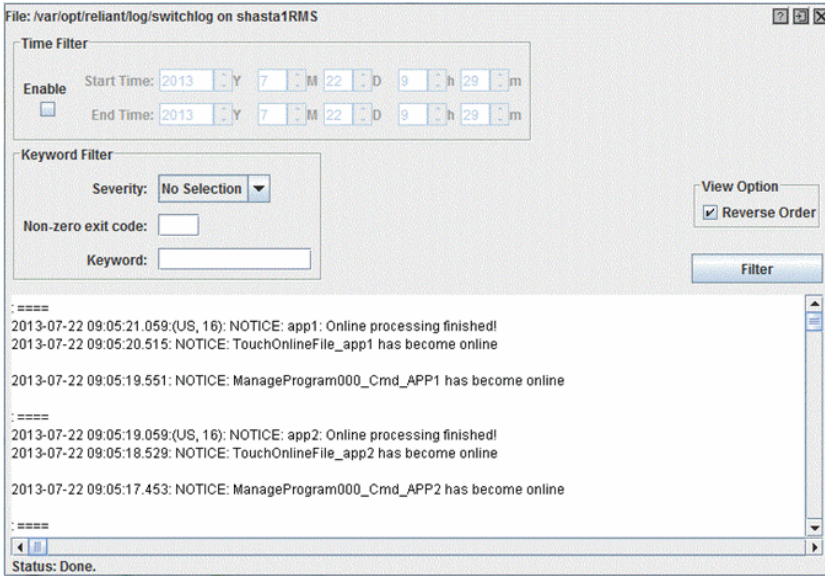 File: /var/opt/reliant/log/switchlog on shasta1RMS
Time Filter
Enable
Start Time: 2013 Y 7 M 22 D 9 h 29 m
End Time: 2013 Y 7 M 22 D 9 h 29 m
Keyword Filter
Severity: No Selection
Non-zero exit code:
Keyword:
View Option
Reverse Order
Filter
: ====
2013-07-22 09:05:21.059:(US, 16): NOTICE: app1: Online processing finished!
2013-07-22 09:05:20.515: NOTICE: TouchOnlineFile_app1 has become online
2013-07-22 09:05:19.551: NOTICE: ManageProgram000_Cmd_APP1 has become online
: ====
2013-07-22 09:05:19.059:(US, 16): NOTICE: app2: Online processing finished!
2013-07-22 09:05:18.529: NOTICE: TouchOnlineFile_app2 has become online
2013-07-22 09:05:17.453: NOTICE: ManageProgram000_Cmd_APP2 has become online
: ====
Status: Done.